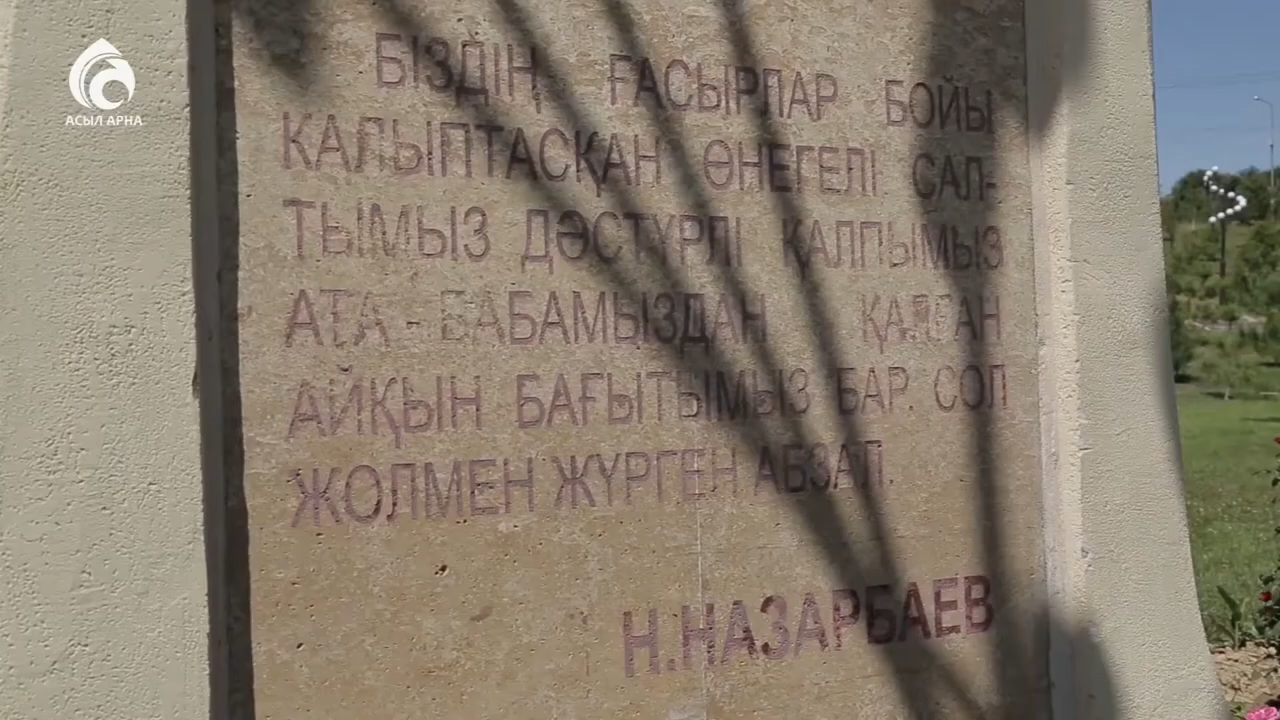 АСЫЛ АРНА
БІЗДІҢ ҒАСЫРЛАР БОЙЫ
ҚАЛЫПТАСҚАН ӨНЕГЕЛІ САЛ-
ТЫМЫЗ ДӘСТҮРЛІ ҚАЛПЫМЫЗ
АТА - БАБАМЫЗДАН ҚАЛҒАН
АЙҚЫН БАҒЫТЫМЫЗ БАР. СОЛ
ЖОЛМЕН ЖҮРГЕН АБЗАЛ.
Н.НАЗАРБАЕВ